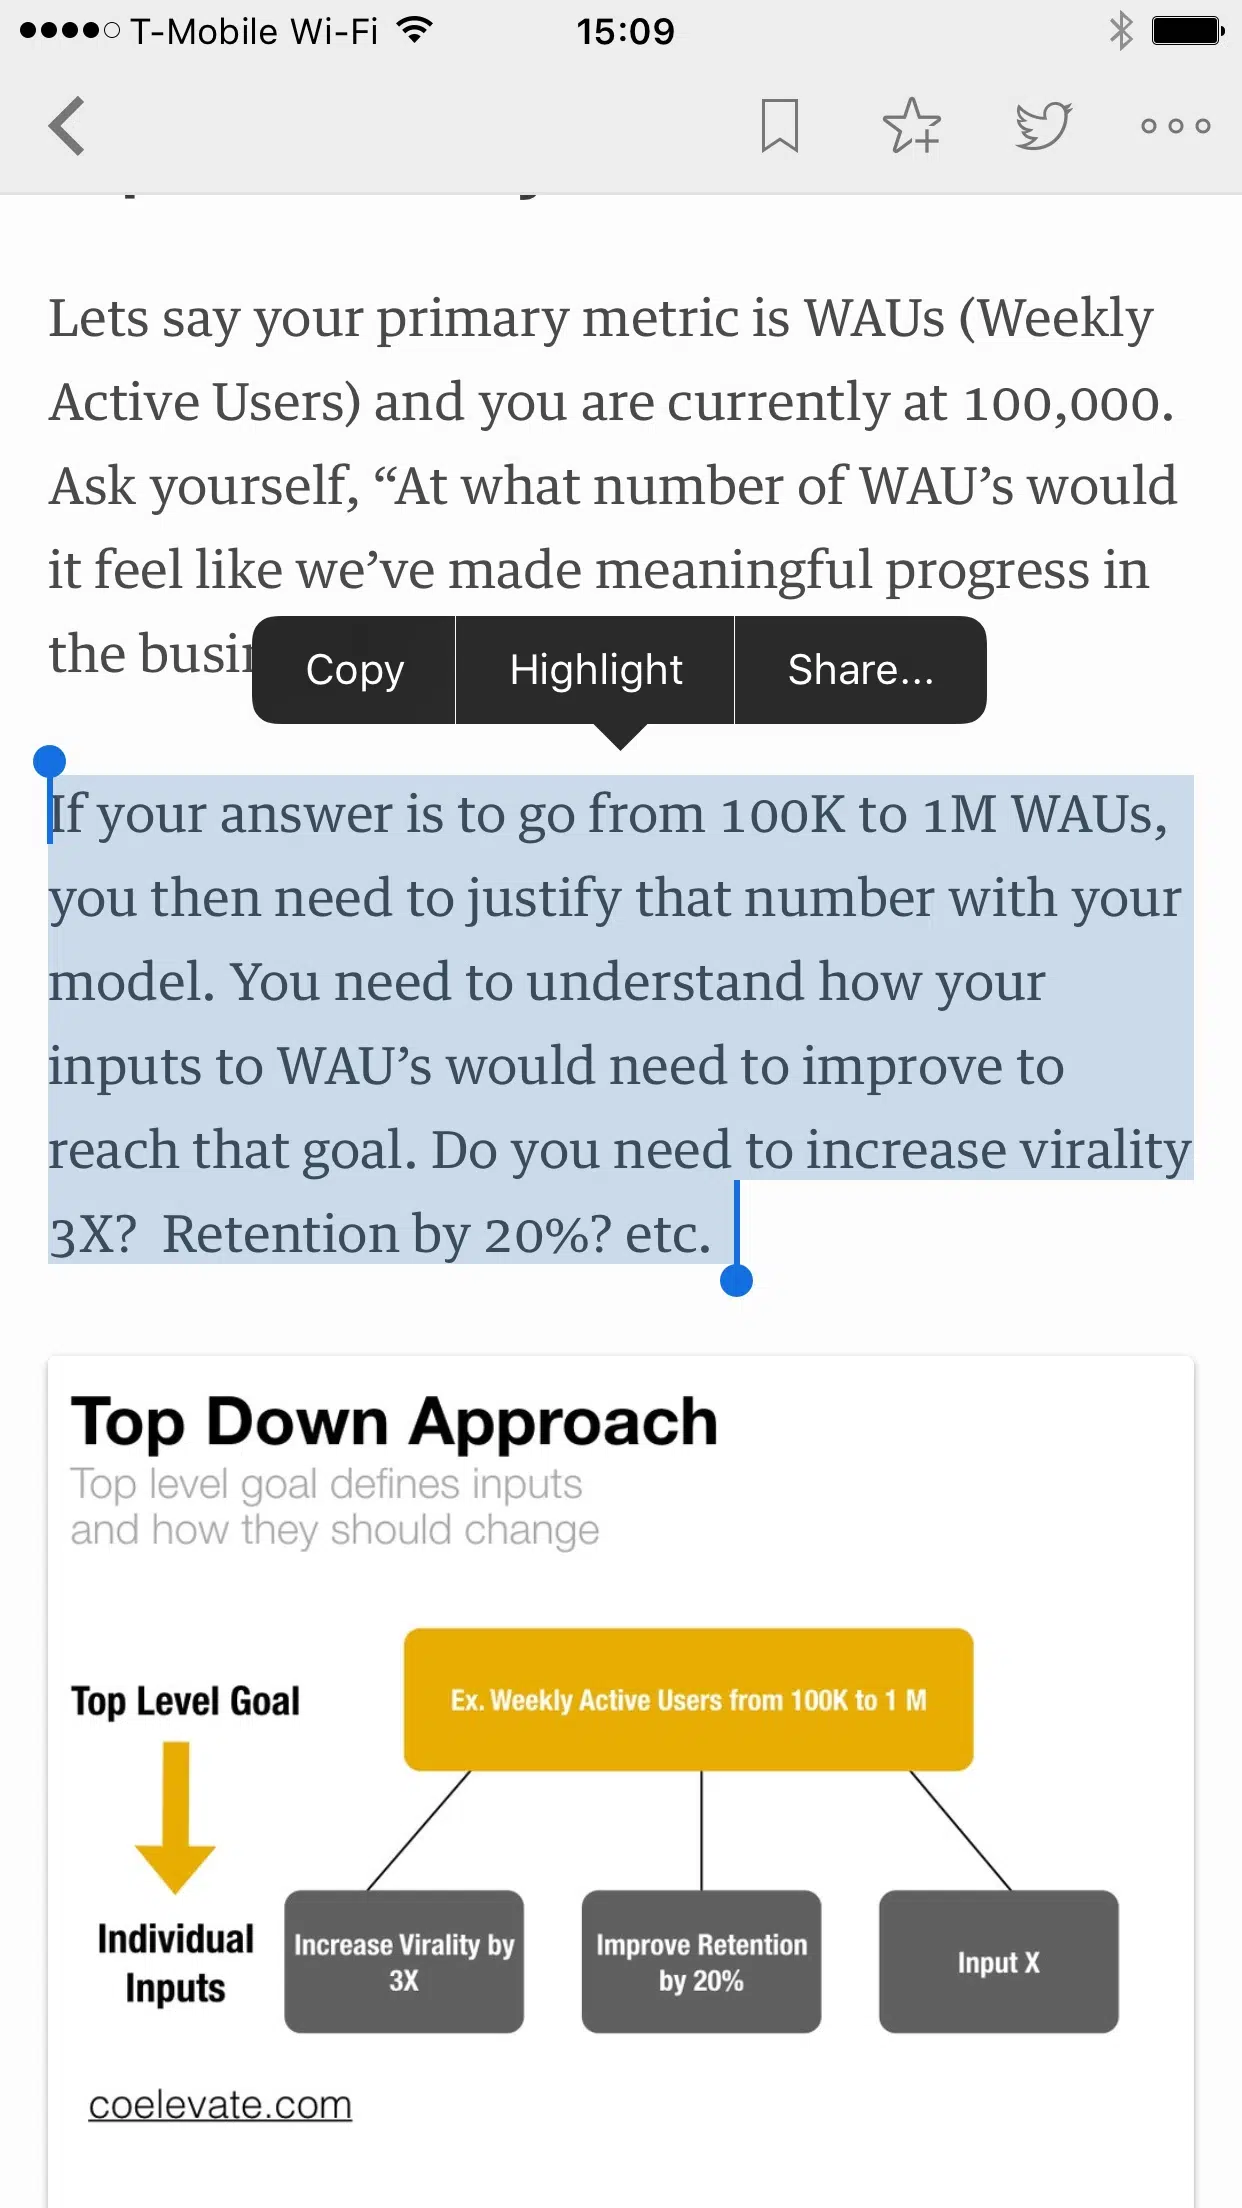 T-Mobile Wi-Fi 15:09
Lets say your primary metric is WAUs (Weekly
Active Users) and you are currently at 100,000.
Ask yourself, “At what number of WAU’s would
it feel like we’ve made meaningful progress in
the
Copy Highlight Share...
If your answer is to go from 100K to 1M WAUs,
you then need to justify that number with your
model. You need to understand how your
inputs to WAU’s would need to improve to
reach that goal. Do you need to increase virality
3X?  Retention by 20%? etc.
Top Down Approach
Top level goal defines inputs
and how they should change
Top Level Goal
Ex. Weekly Active Users from 100K to 1 M
Individual
Inputs
Increase Virality by
3X
Improve Retention
by 20%
Input X
coelevate.com